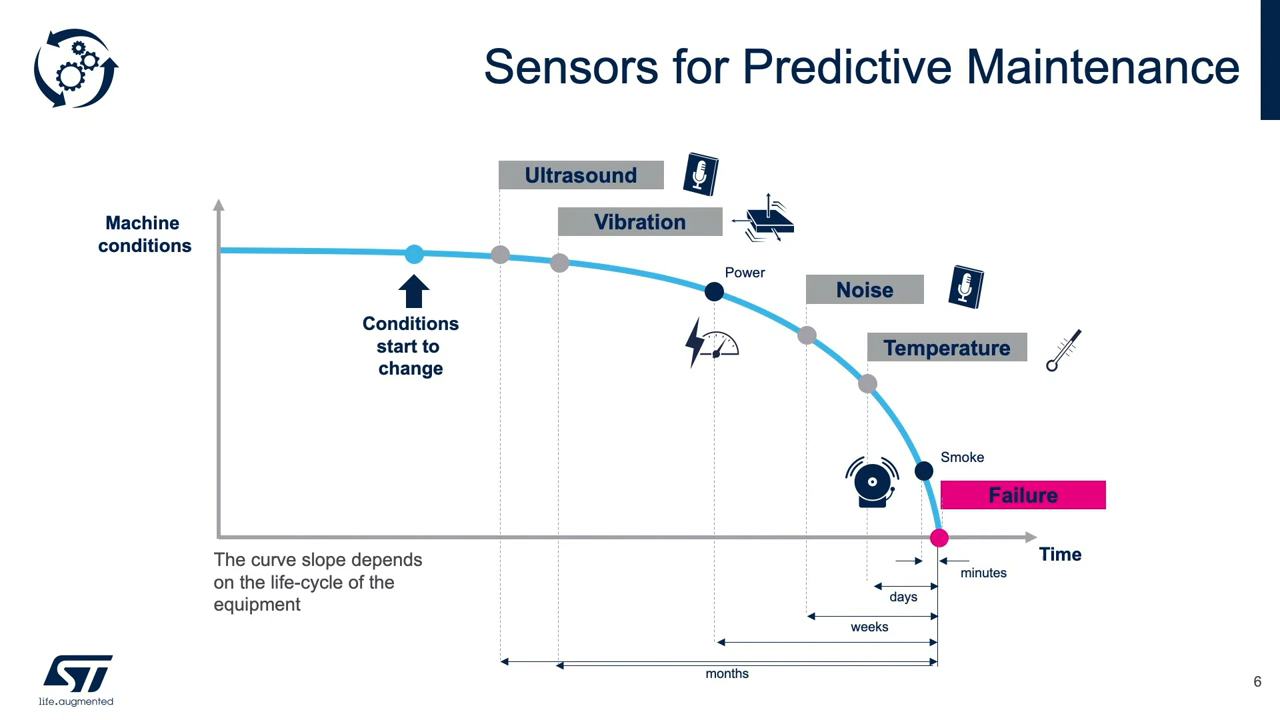 Sensors for Predictive Maintenance
Ultrasound
Vibration
Machine
conditions
Power
Noise
Conditions
start to
change
Temperature
Smoke
Failure
Time
The curve slope depends
on the life-cycle of the
equipment
minutes
days
weeks
months
ST
life.augmented
6